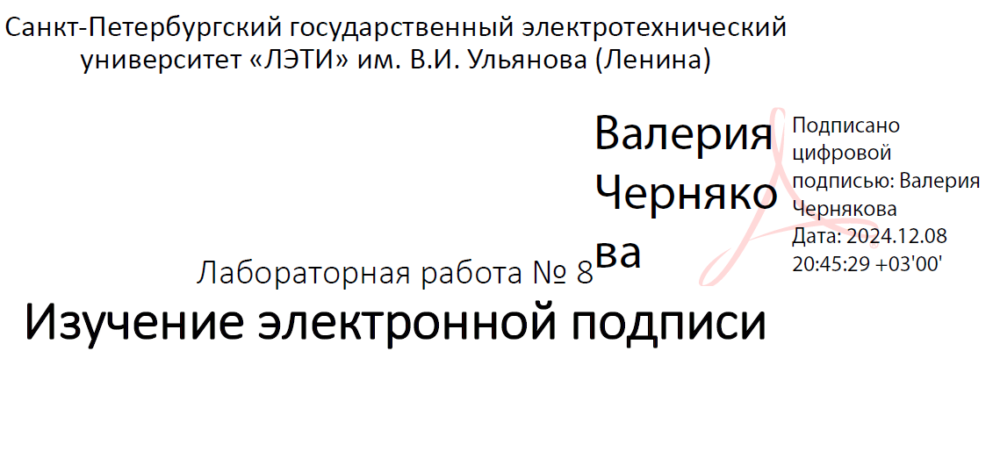 Санкт-Петербургский государственный электротехнический
университет «ЛЭТИ» им. В.И. Ульянова (Ленина)
Валерия
Черняко
ва
Подписано
цифровой
подписью: Валерия
Чернякова
Дата: 2024.12.08
20:45:29 +03'00'
Лабораторная работа № 8
Изучение электронной подписи